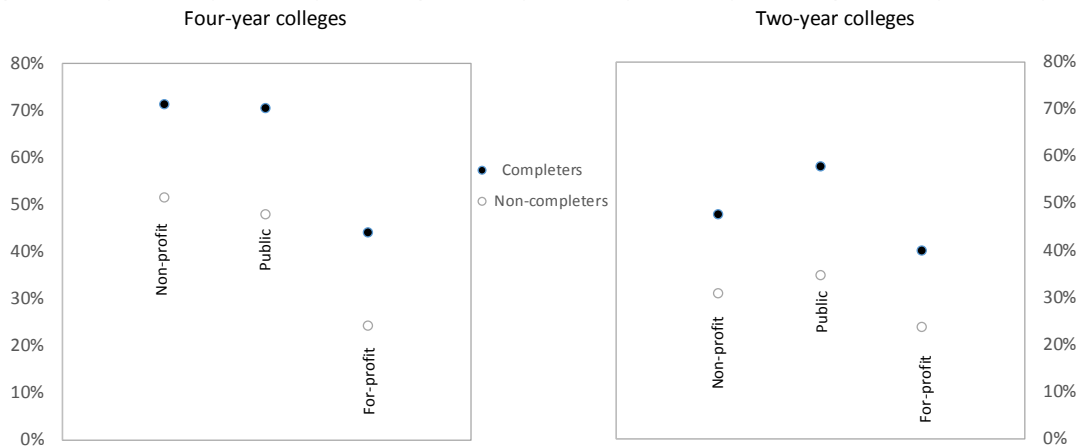 Four-year colleges
80%
70%
60%
50%
40%
30%
20%
10%
0%
Non-profit
Public
For-profit
Completers
Non-completers
Two-year colleges
Non-profit
Public
For-profit
80%
70%
60%
50%
40%
30%
20%
10%
0%